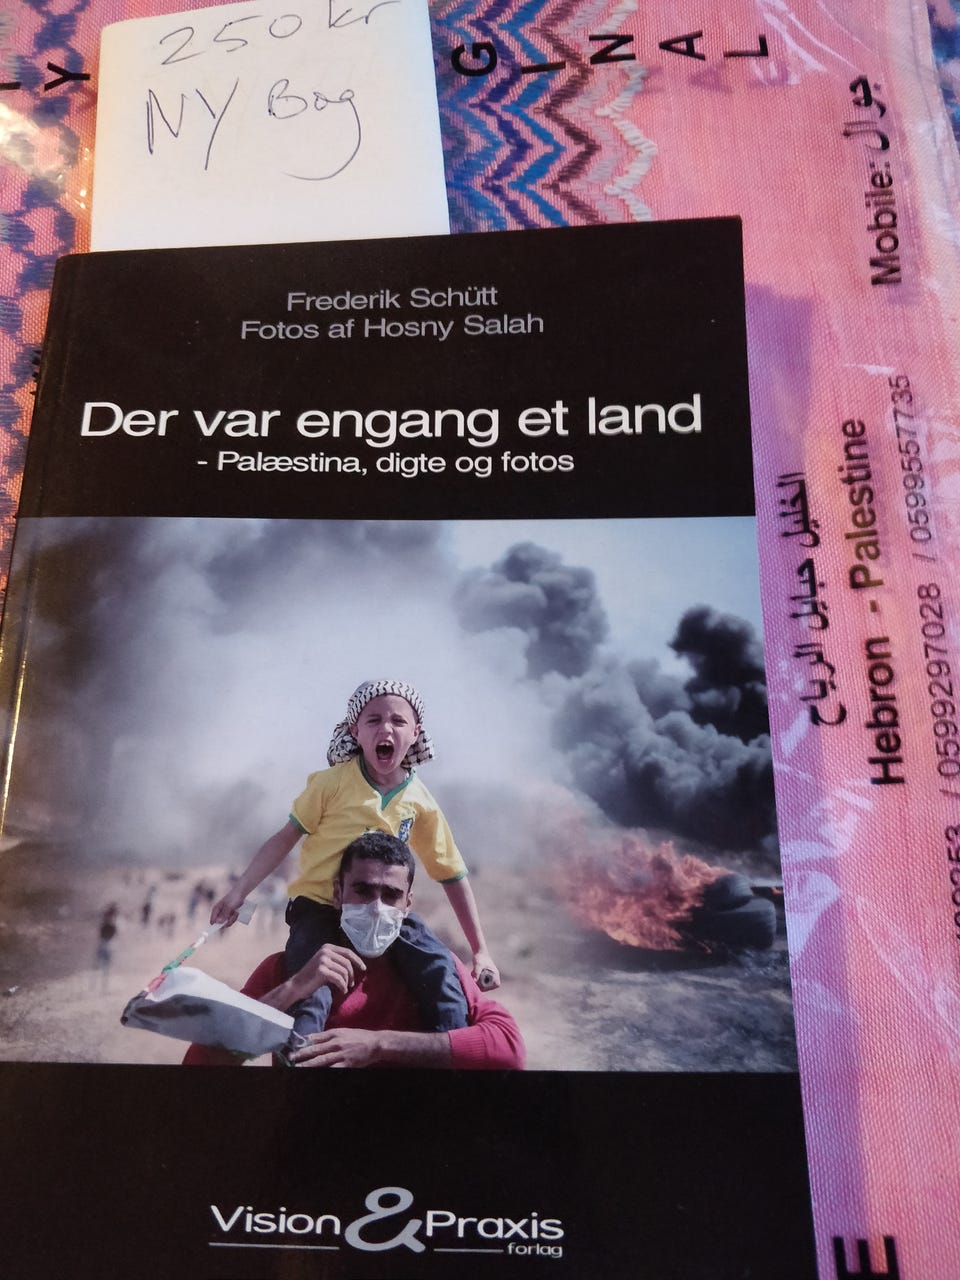 250 kr
NY Bog
Frederik Schütt
Fotos af Hosny Salah
Der var engang et land
- Palæstina, digte og fotos
Vision & Praxis
forlag
Y GINAL
Mobile: جوال
الخليل جبل الرياح
Hebron - Palestine
/ 0599297028 / 0599557735
E